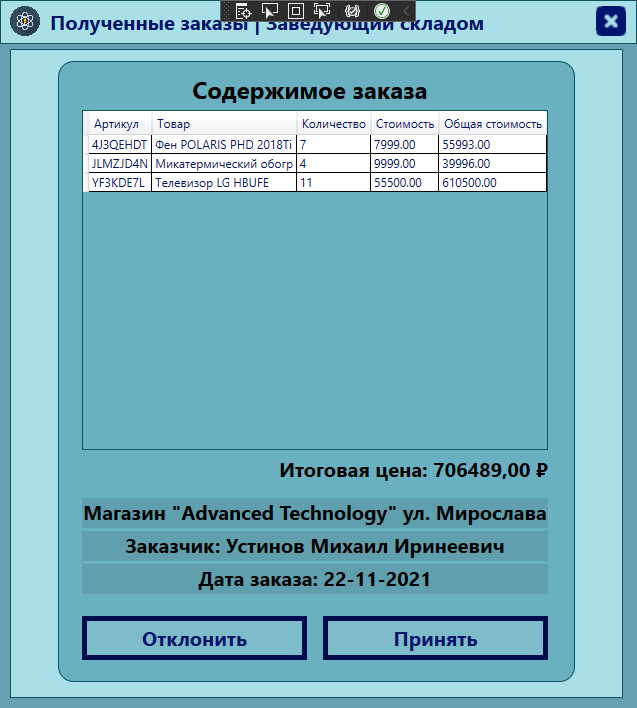 Полученные заказы | Заведующий складом
Содержимое заказа
Артикул Товар Количество Стоимость Общая стоимость
4J3QEHDT Фен POLARIS PHD 2018Ti 7 7999.00 55993.00
JLMZJD4N Микатермический обогр 4 9999.00 39996.00
YF3KDE7L Телевизор LG HBUFE 11 55500.00 610500.00
Итоговая цена: 706489,00 ₽
Магазин "Advanced Technology" ул. Мирослава
Заказчик: Устинов Михаил Иринеевич
Дата заказа: 22-11-2021
Отклонить Принять